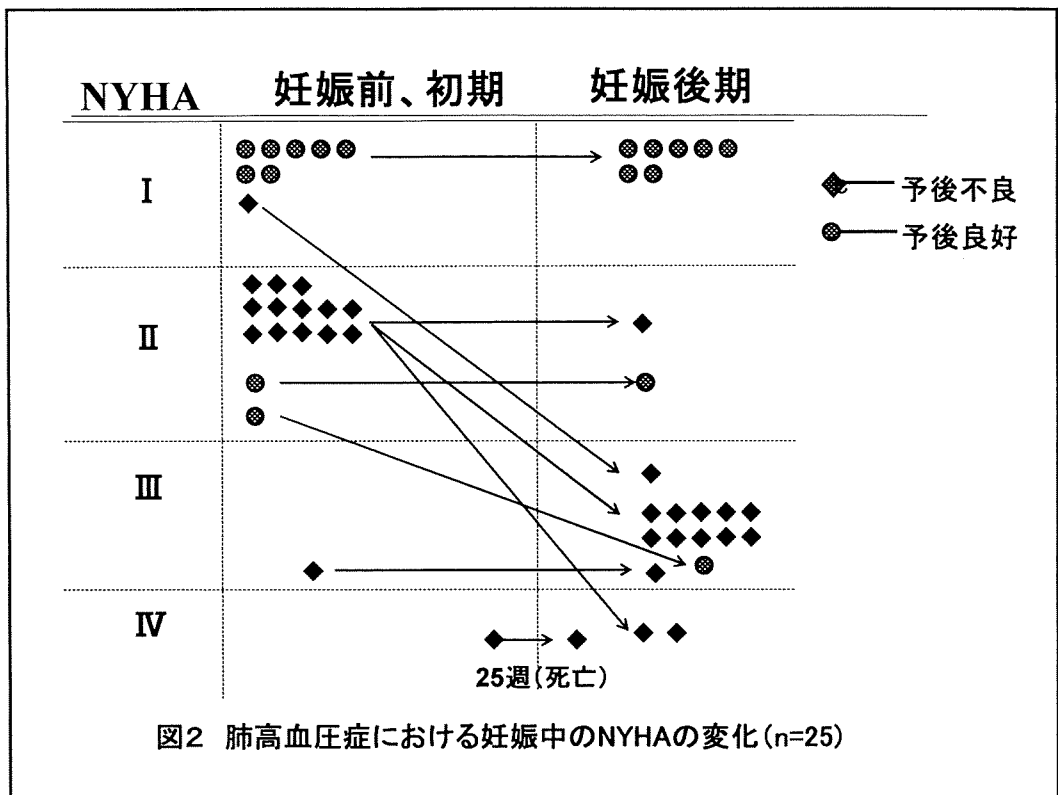 NYHA 妊娠前、初期 妊娠後期
I
II
III
IV
予後不良
予後良好
25週(死亡)
図2 肺高血圧症における妊娠中のNYHAの変化(n=25)